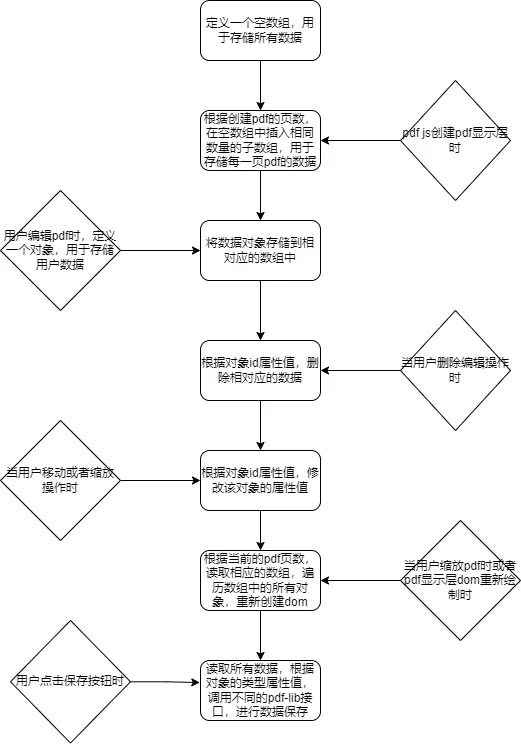 定义一个空数组，用
于存储所有数据
根据创建pdf的页数，
在空数组中插入相同
数量的子数组，用于
存储每一页pdf的数据
pdf js创建pdf显示层
时
用户编辑pdf时，定义
一个对象，用于存储
用户数据
将数据对象存储到相
对应的数组中
根据对象id属性值，删
除相对应的数据
当用户删除编辑操作
时
当用户移动或者缩放
操作时
根据对象id属性值，修
改该对象的属性值
根据当前的pdf页数，
读取相应的数组，遍
历数组中的所有对
象，重新创建dom
当用户缩放pdf时或者
pdf显示层dom重新绘
制时
用户点击保存按钮时
读取所有数据，根据
对象的类型属性值，
调用不同的pdf-lib接
口，进行数据保存